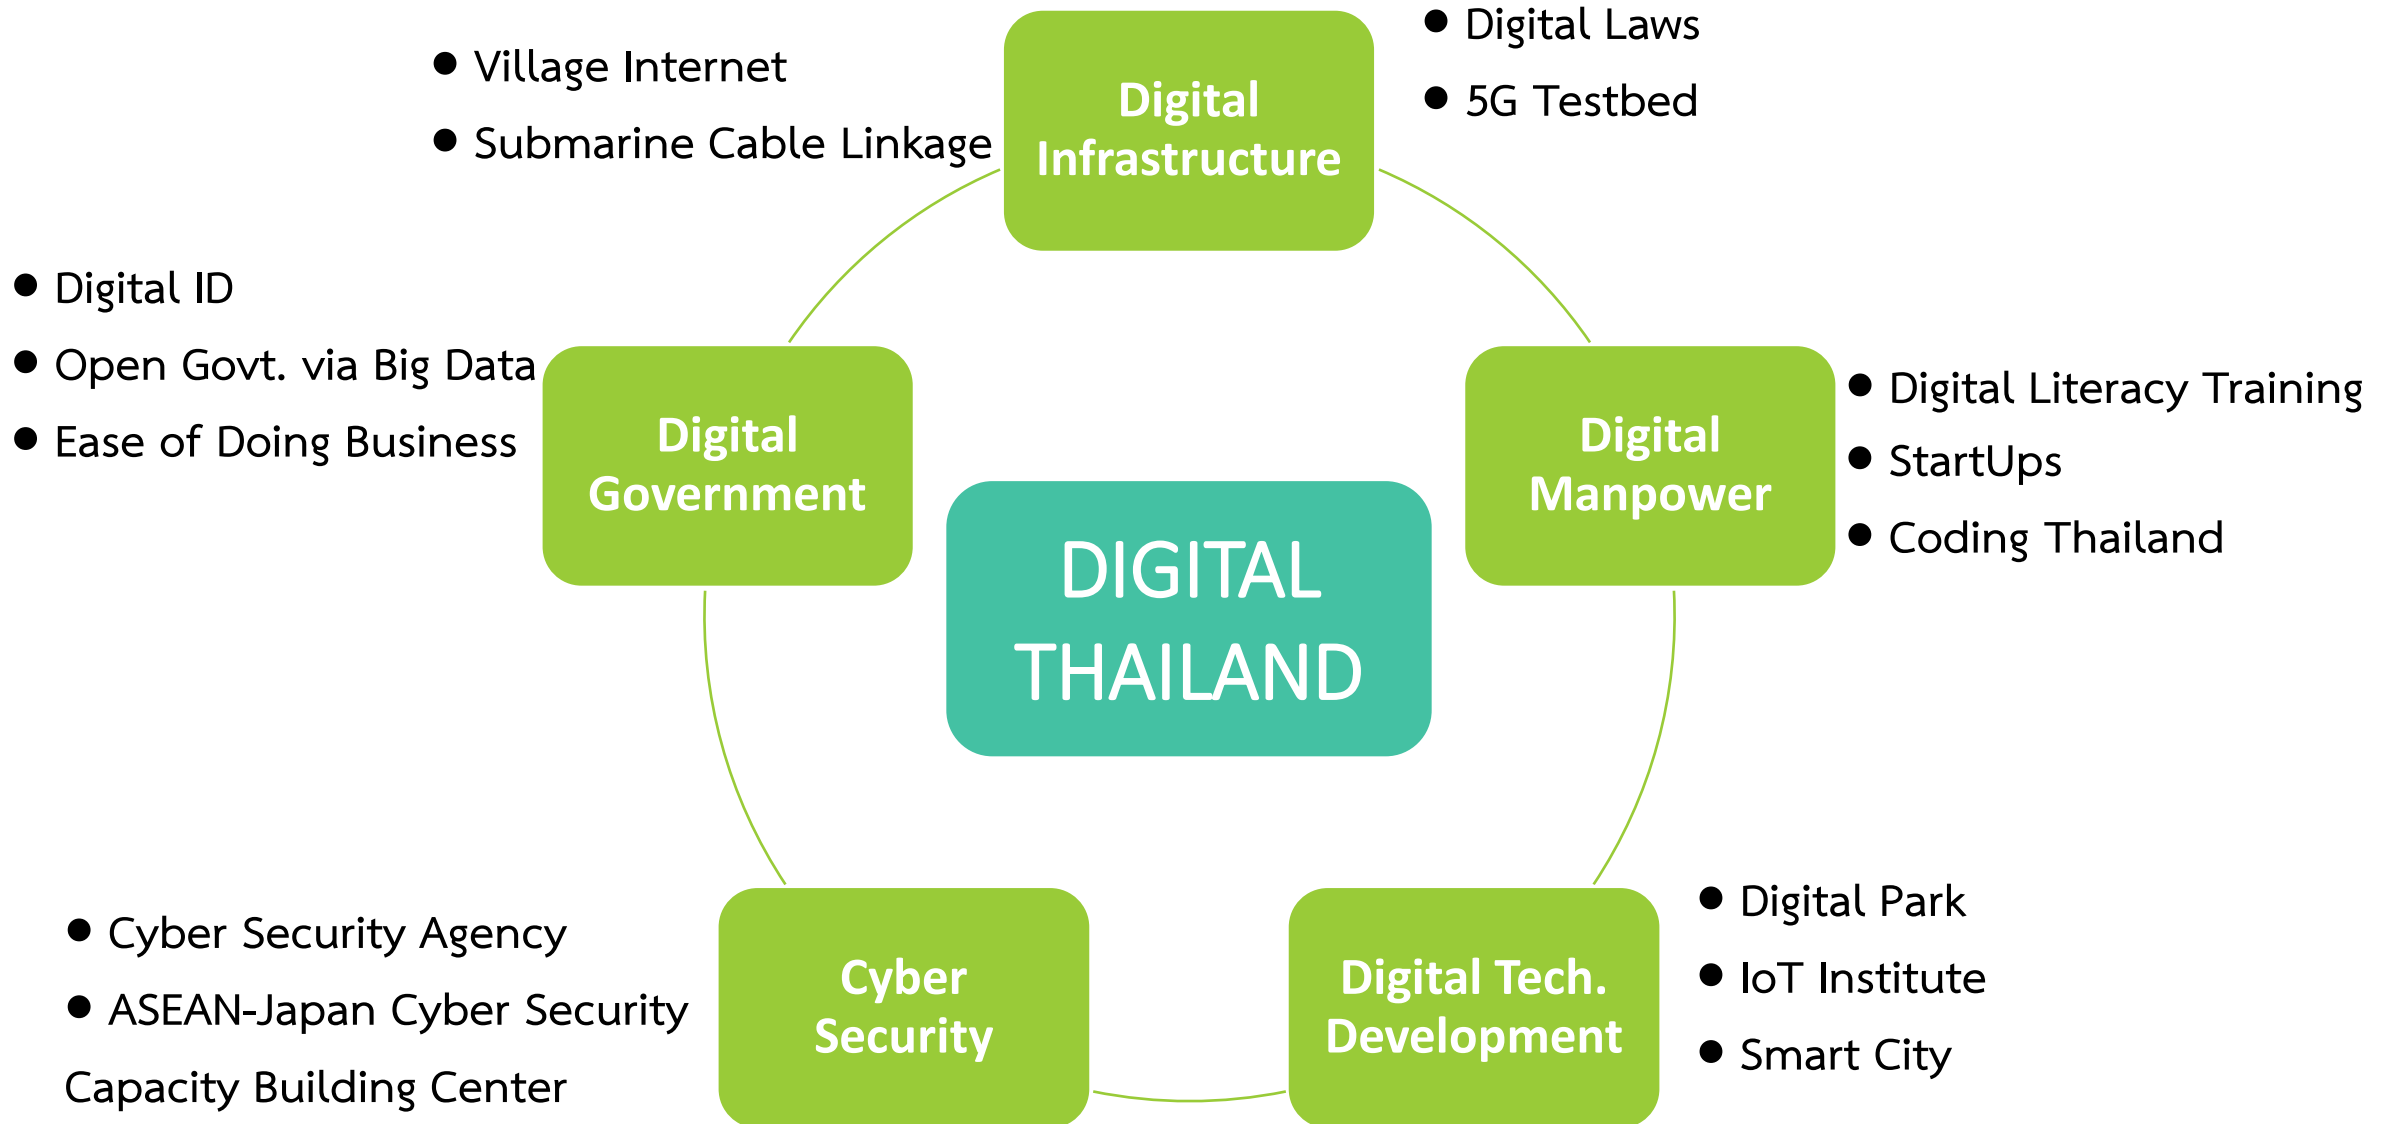 ● Village Internet
● Submarine Cable Linkage
Digital
Infrastructure
● Digital Laws
● 5G Testbed
● Digital ID
● Open Govt. via Big Data
● Ease of Doing Business
Digital
Government
Digital
Manpower
● Digital Literacy Training
● StartUps
● Coding Thailand
DIGITAL
THAILAND
● Cyber Security Agency
● ASEAN-Japan Cyber Security
Capacity Building Center
Cyber
Security
Digital Tech.
Development
● Digital Park
● IoT Institute
● Smart City